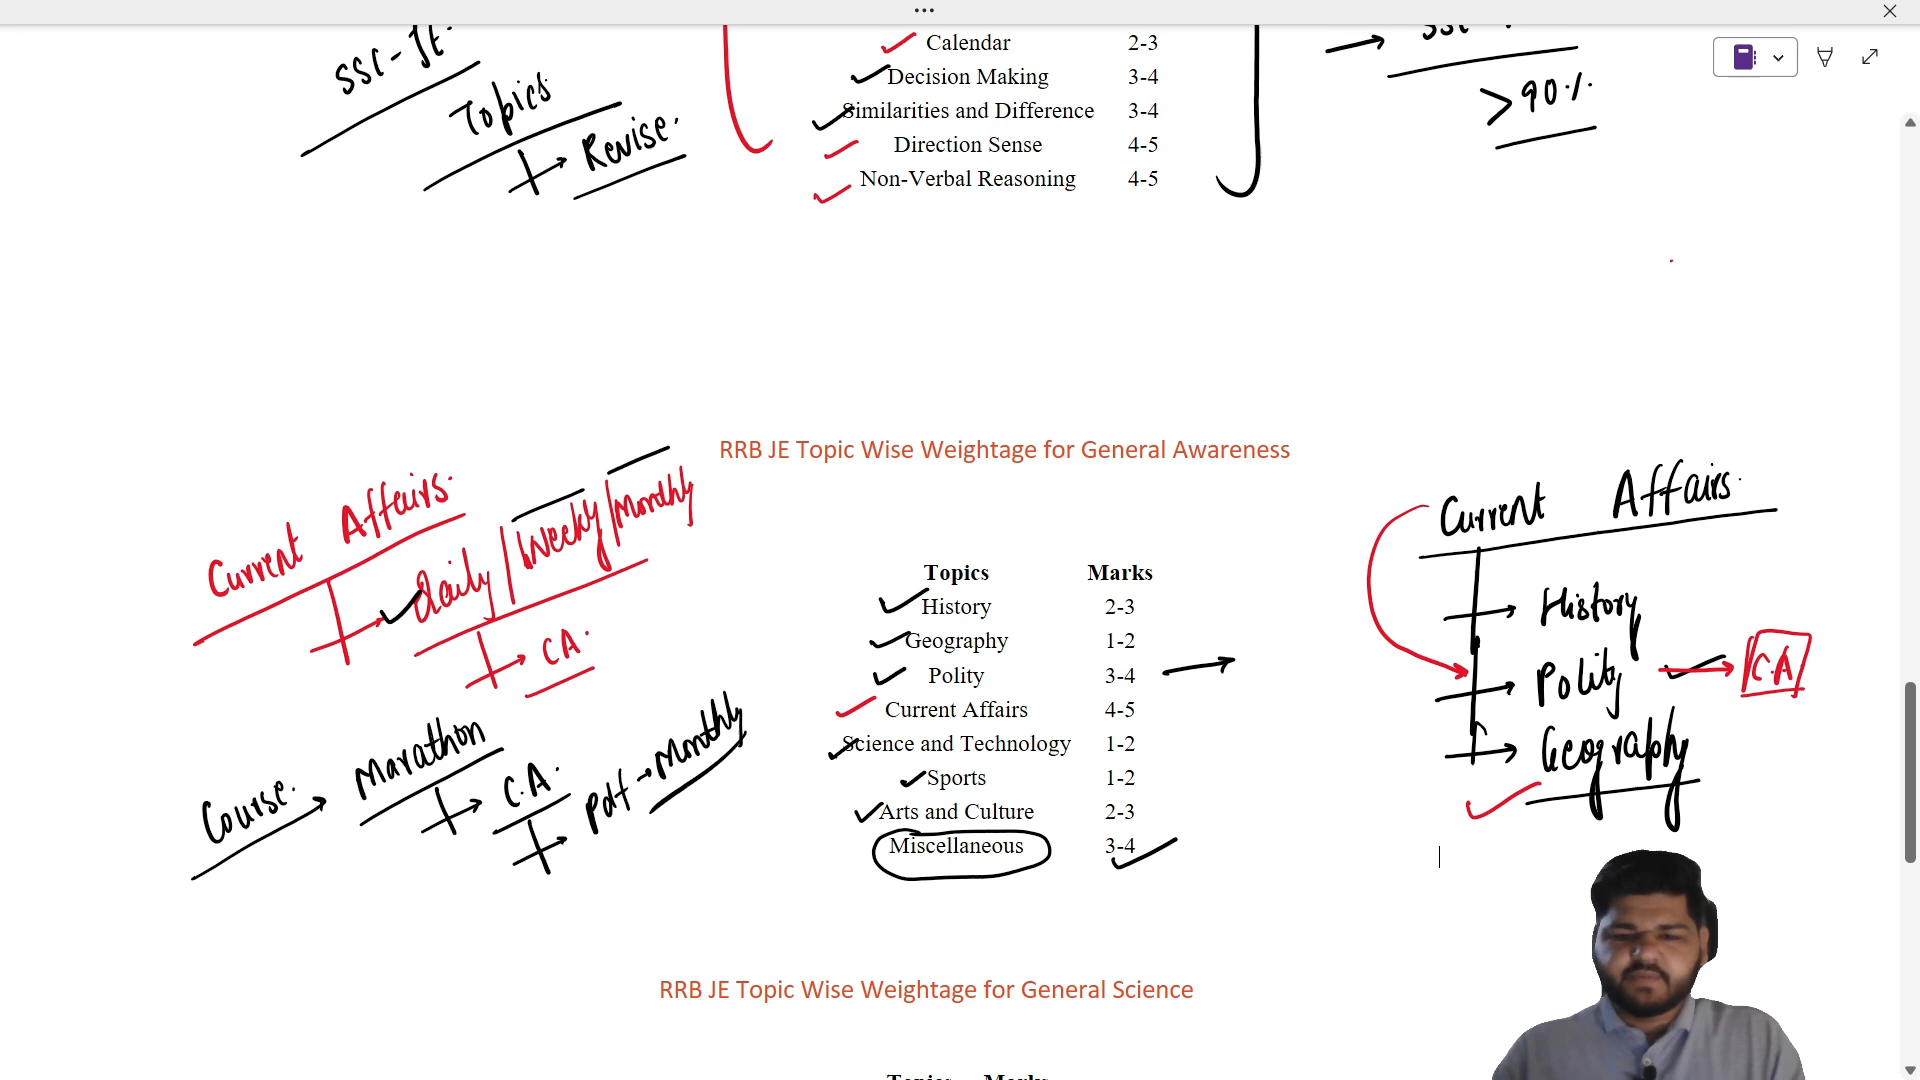 SSC-JE.
Topics
→ Revise.
Calendar 2-3
Decision Making 3-4
Similarities and Difference 3-4
Direction Sense 4-5
Non-Verbal Reasoning 4-5
>90%
RRB JE Topic Wise Weightage for General Awareness
Current Affairs.
→ Daily/Weekly/Monthly
→ CA.
Course. → Marathon
→ C.A.
→ Pdf → Monthly
Topics Marks
History 2-3
Geography 1-2
Polity 3-4
Current Affairs 4-5
Science and Technology 1-2
Sports 1-2
Arts and Culture 2-3
Miscellaneous 3-4
Current Affairs.
→ History
→ Polity → C.A
→ Geography
RRB JE Topic Wise Weightage for General Science
Topics Marks